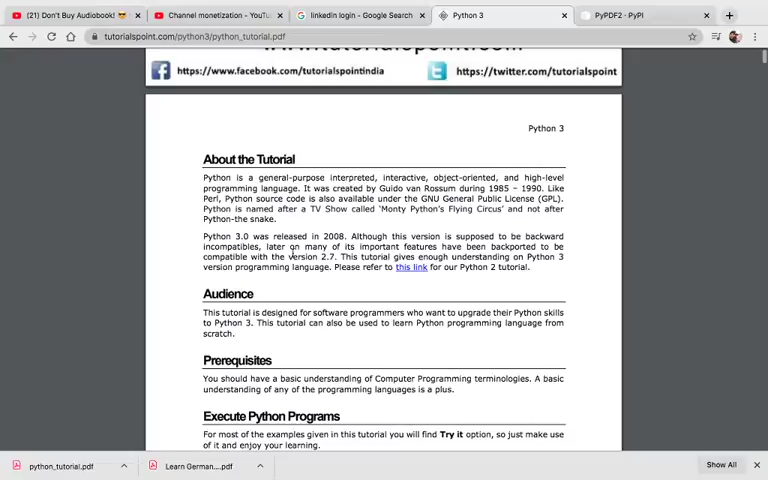 (21) Don't Buy Audiobook! 😎
Channel monetization - YouTu
linkedin login - Google Search
Python 3
PyPDF2 · PyPI
tutorialspoint.com/python3/python_tutorial.pdf
https://www.facebook.com/tutorialspointindia
https://twitter.com/tutorialspoint
Python 3
About the Tutorial
Python is a general-purpose interpreted, interactive, object-oriented, and high-level
programming language. It was created by Guido van Rossum during 1985 – 1990. Like
Perl, Python source code is also available under the GNU General Public License (GPL).
Python is named after a TV Show called 'Monty Python's Flying Circus' and not after
Python-the snake.
Python 3.0 was released in 2008. Although this version is supposed to be backward
incompatibles, later on many of its important features have been backported to be
compatible with the version 2.7. This tutorial gives enough understanding on Python 3
version programming language. Please refer to this link for our Python 2 tutorial.
Audience
This tutorial is designed for software programmers who want to upgrade their Python skills
to Python 3. This tutorial can also be used to learn Python programming language from
scratch.
Prerequisites
You should have a basic understanding of Computer Programming terminologies. A basic
understanding of any of the programming languages is a plus.
Execute Python Programs
For most of the examples given in this tutorial you will find Try it option, so just make use
of it and enjoy your learning.
python_tutorial.pdf
Learn German....pdf
Show All